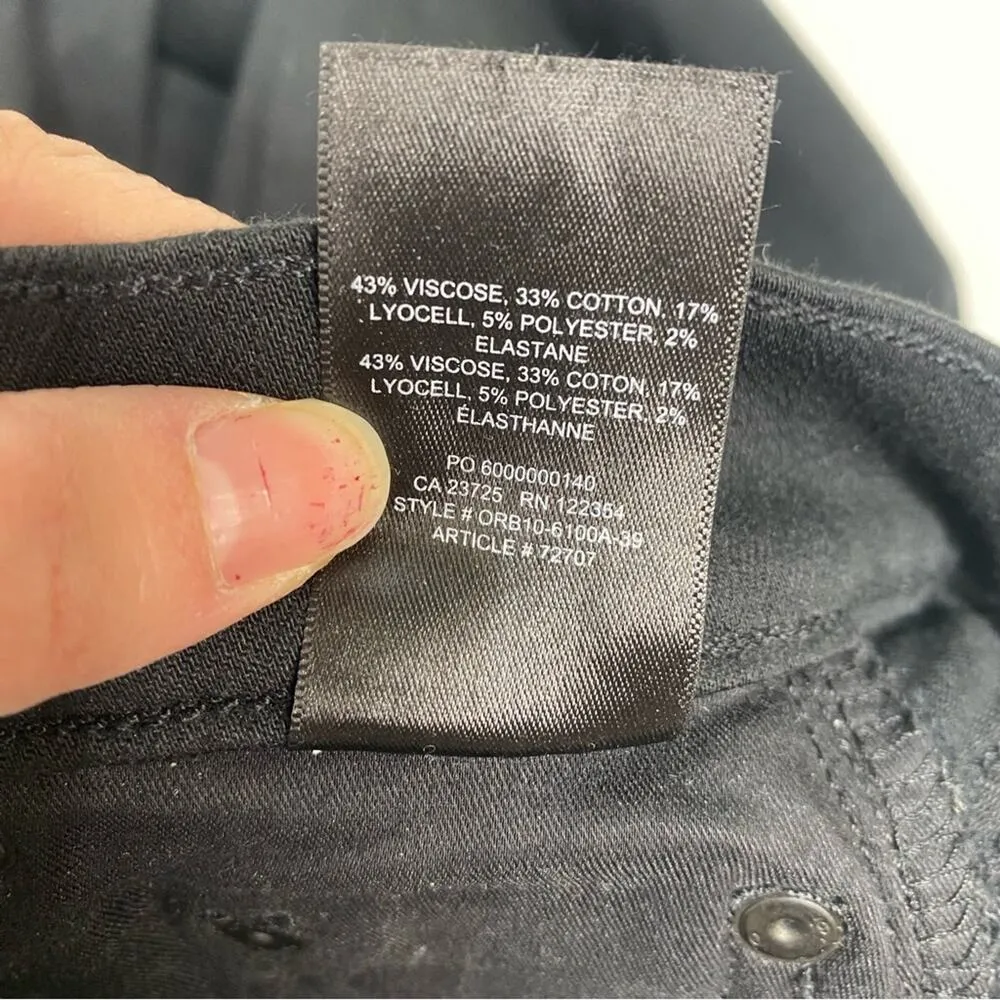 43% VISCOSE, 33% COTTON, 17%
LYOCELL, 5% POLYESTER, 2%
ELASTANE
43% VISCOSE, 33% COTON, 17%
LYOCELL, 5% POLYESTER, 2%
ÉLASTHANNE
PO 6000000140
CA 23725 RN 122354
STYLE # ORB10-6100A-39
ARTICLE # 72707